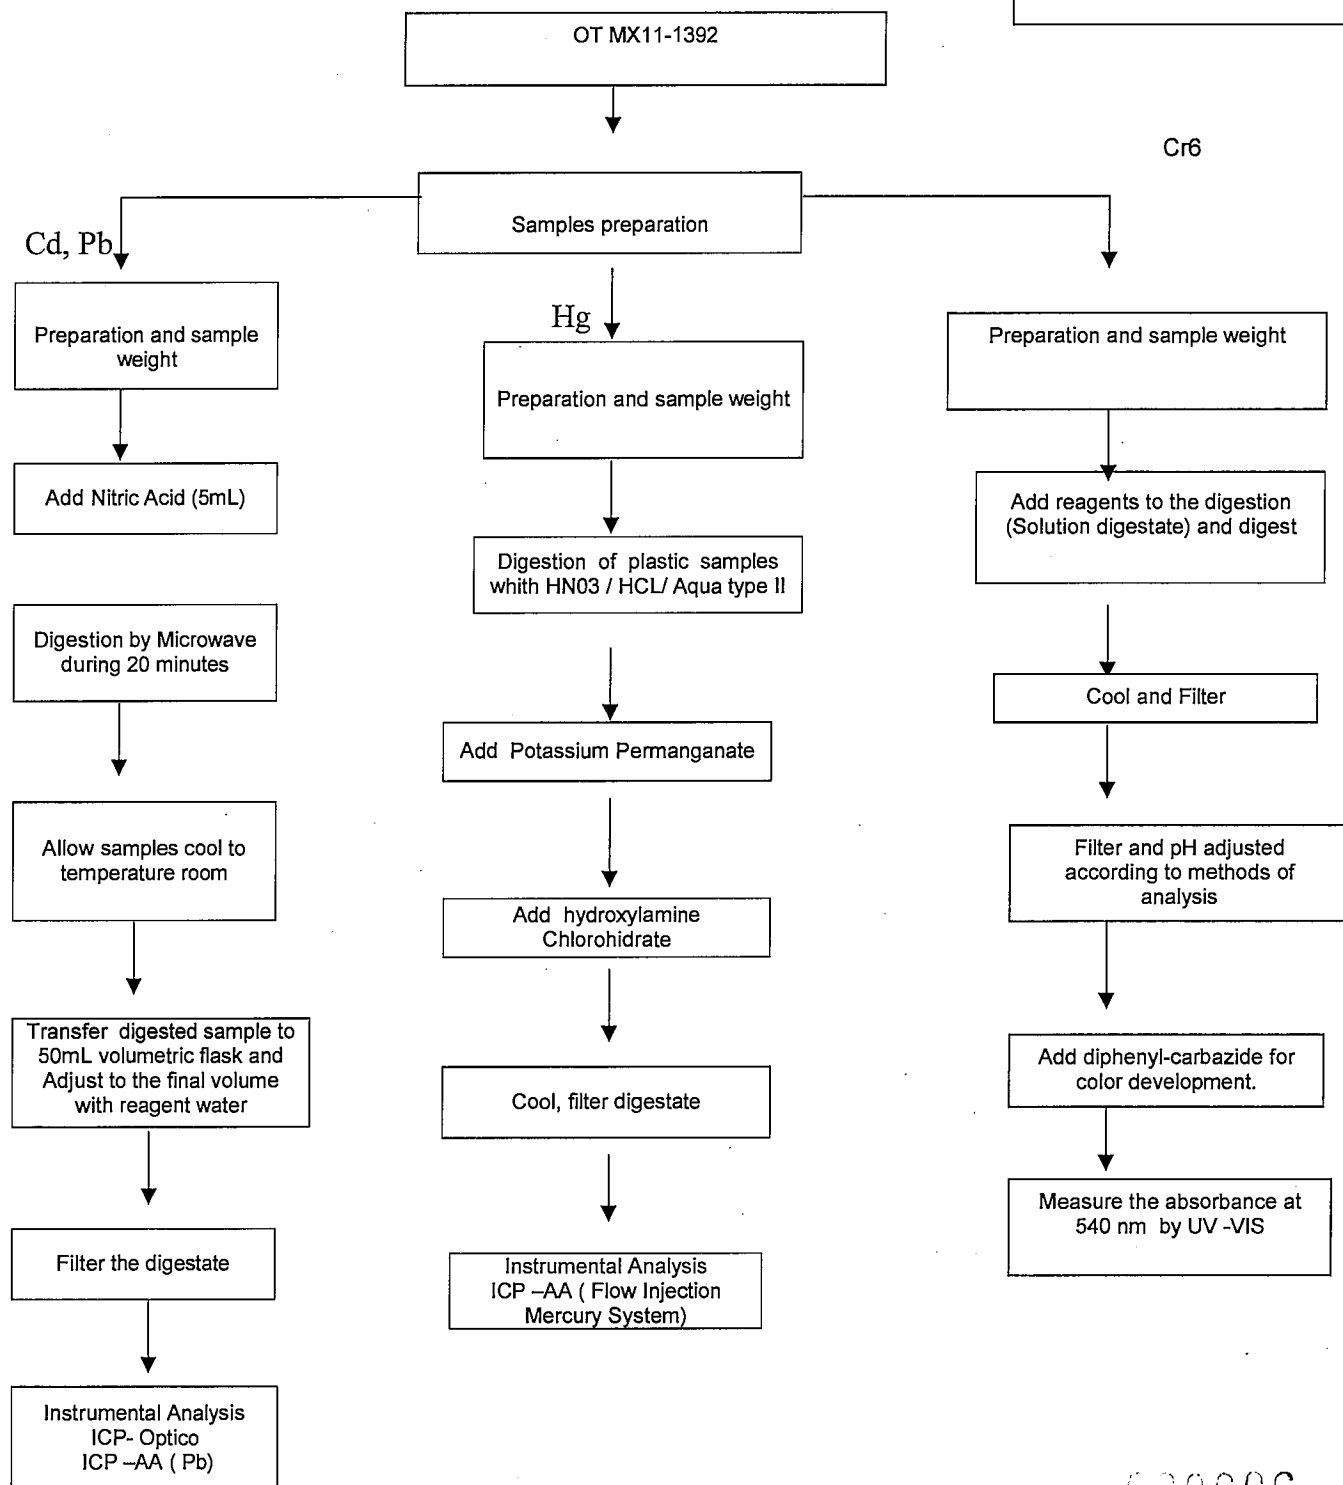 OT MX11-1392
Cr6
Samples preparation
Cd, Pb
Preparation and sample
weight
Add Nitric Acid (5mL)
Digestion by Microwave
during 20 minutes
Allow samples cool to
temperature room
Transfer digested sample to
50mL volumetric flask and
Adjust to the final volume
with reagent water
Filter the digestate
Instrumental Analysis
ICP- Optico
ICP –AA ( Pb)
Hg
Preparation and sample weight
Digestion of plastic samples
whith HN03 / HCL/ Aqua type II
Add Potassium Permanganate
Add hydroxylamine
Chlorohidrate
Cool, filter digestate
Instrumental Analysis
ICP –AA ( Flow Injection
Mercury System)
Preparation and sample weight
Add reagents to the digestion
(Solution digestate) and digest
Cool and Filter
Filter and pH adjusted
according to methods of
analysis
Add diphenyl-carbazide for
color development.
Measure the absorbance at
540 nm by UV -VIS